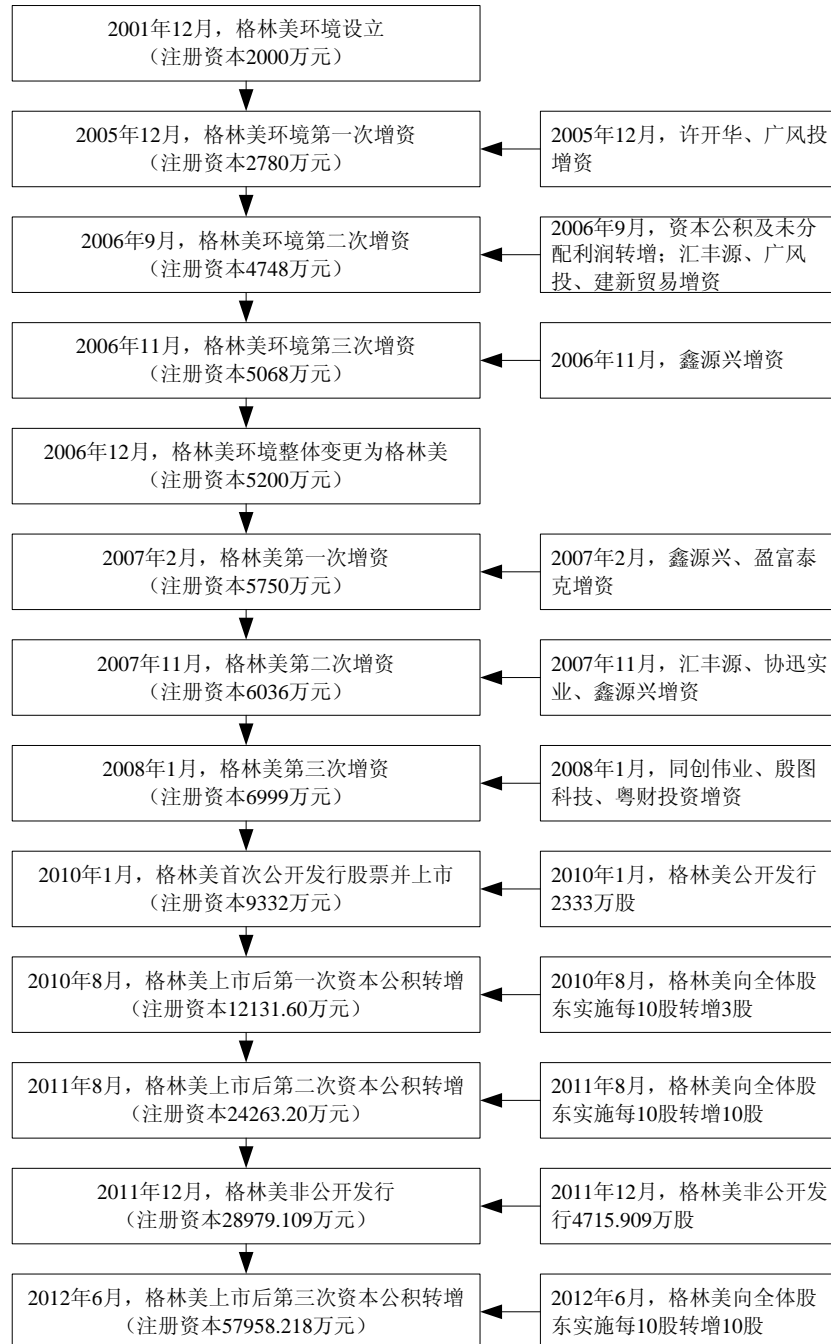 2001年12月，格林美环境设立
（注册资本2000万元）
2005年12月，格林美环境第一次增资
（注册资本2780万元）
2005年12月，许开华、广风投
增资
2006年9月，格林美环境第二次增资
（注册资本4748万元）
2006年9月，资本公积及未分
配利润转增；汇丰源、广风
投、建新贸易增资
2006年11月，格林美环境第三次增资
（注册资本5068万元）
2006年11月，鑫源兴增资
2006年12月，格林美环境整体变更为格林美
（注册资本5200万元）
2007年2月，格林美第一次增资
（注册资本5750万元）
2007年2月，鑫源兴、盈富泰
克增资
2007年11月，格林美第二次增资
（注册资本6036万元）
2007年11月，汇丰源、协迅实
业、鑫源兴增资
2008年1月，格林美第三次增资
（注册资本6999万元）
2008年1月，同创伟业、殷图
科技、粤财投资增资
2010年1月，格林美首次公开发行股票并上市
（注册资本9332万元）
2010年1月，格林美公开发行
2333万股
2010年8月，格林美上市后第一次资本公积转增
（注册资本12131.60万元）
2010年8月，格林美向全体股
东实施每10股转增3股
2011年8月，格林美上市后第二次资本公积转增
（注册资本24263.20万元）
2011年8月，格林美向全体股
东实施每10股转增10股
2011年12月，格林美非公开发行
（注册资本28979.109万元）
2011年12月，格林美非公开发
行4715.909万股
2012年6月，格林美上市后第三次资本公积转增
（注册资本57958.218万元）
2012年6月，格林美向全体股
东实施每10股转增10股